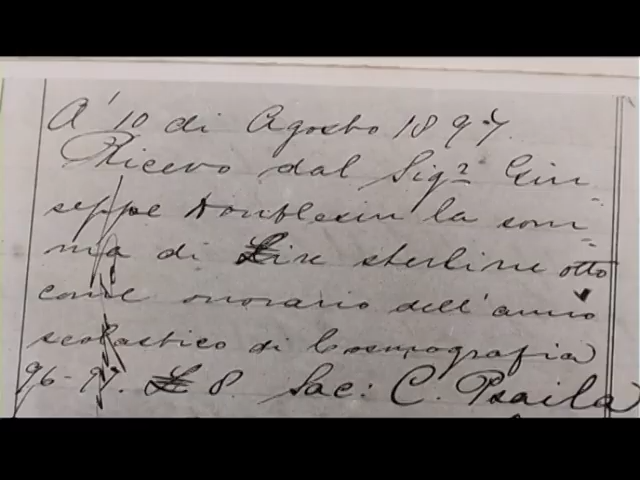 A' 10 di Agosto 1897.
Ricevo dal Sigr. Giu-
seppe la som-
ma di Lire sterline otto
come onorario dell'anno
scolastico di Cosmografia
96-97. £ 8. Sac: C. Psaila